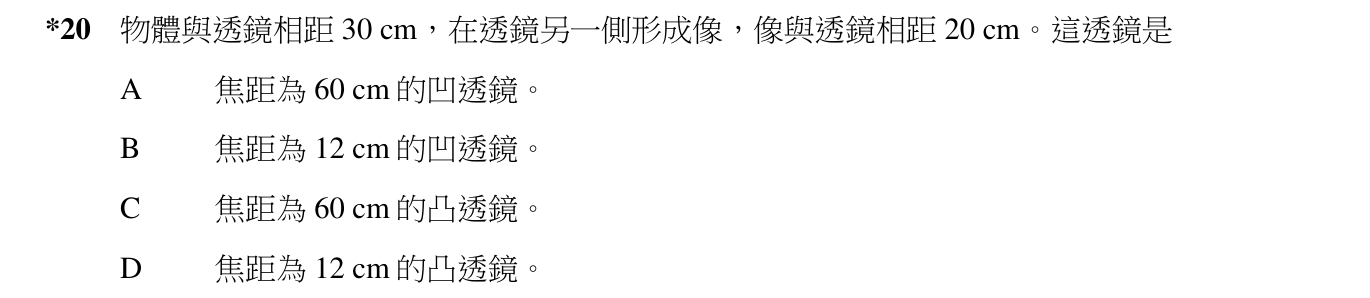 *20 物體與透鏡相距 30 cm，在透鏡另一側形成像，像與透鏡相距 20 cm。這透鏡是
A 焦距為 60 cm 的凹透鏡。
B 焦距為 12 cm 的凹透鏡。
C 焦距為 60 cm 的凸透鏡。
D 焦距為 12 cm 的凸透鏡。